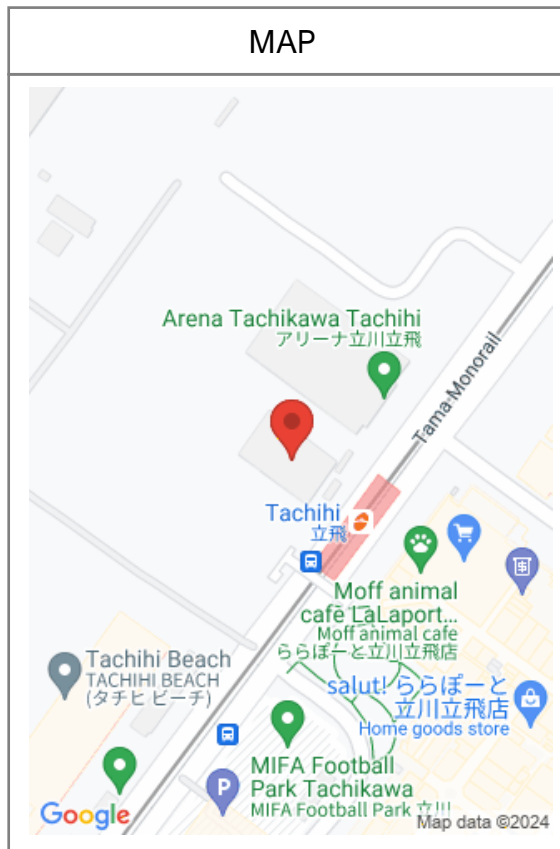 MAP
Arena Tachikawa Tachihi
アリーナ立川立飛
Tama-Monorail
Tachihi
立飛
Moff animal
cafe LaLaport...
Moff animal cafe
ららぽーと立川立飛店
Tachihi Beach
TACHIHI BEACH
(タチヒ ビーチ)
salut! ららぽーと
立川立飛店
Home goods store
MIFA Football
Park Tachikawa
MIFA Football Park 立川
P
Google
Map data ©2024